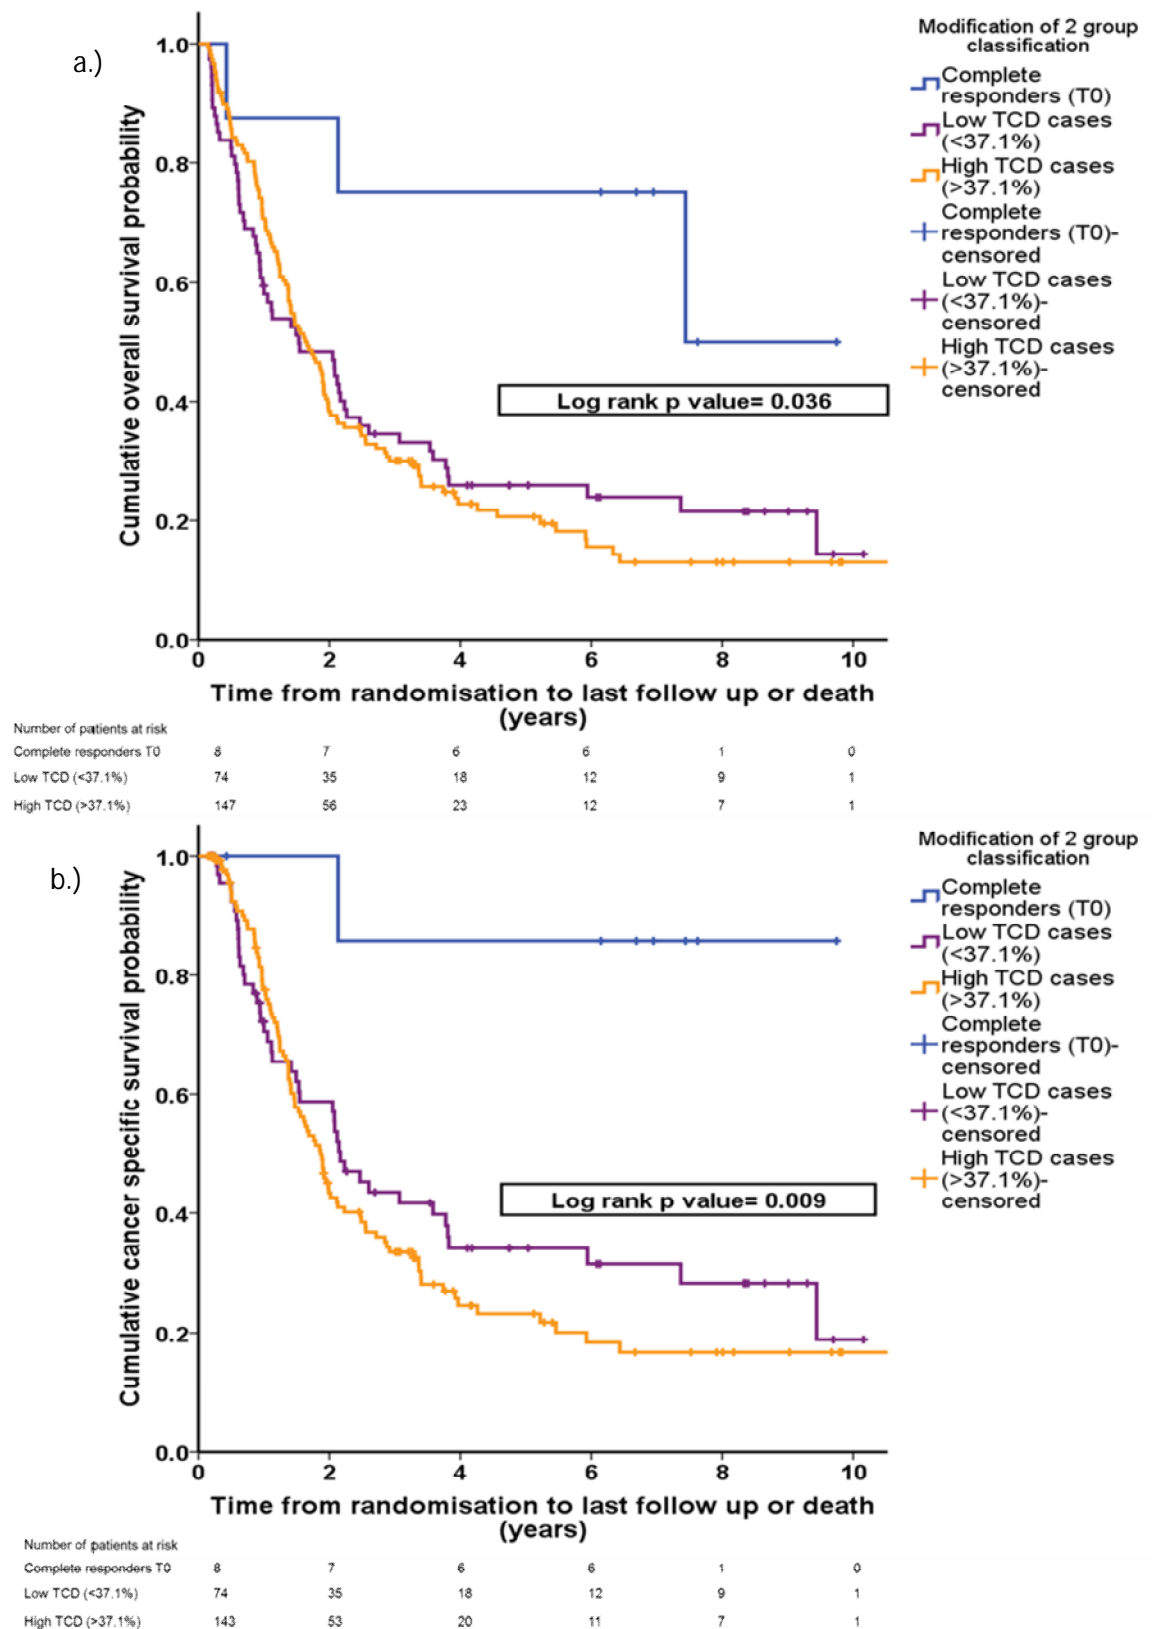 a.)
Cumulative overall survival probability
1.0
0.8
0.6
0.4
0.2
0.0
0 2 4 6 8 10
Log rank p value= 0.036
Time from randomisation to last follow up or death
(years)
Modification of 2 group
classification
Complete
responders (T0)
Low TCD cases
(<37.1%)
High TCD cases
(>37.1%)
Complete
responders (T0)-
censored
Low TCD cases
(<37.1%)-
censored
High TCD cases
(>37.1%)-
censored
Number of patients at risk
Complete responders T0 8 7 6 6 1 0
Low TCD (<37.1%) 74 35 18 12 9 1
High TCD (>37.1%) 147 56 23 12 7 1
b.)
Cumulative cancer specific survival probability
1.0
0.8
0.6
0.4
0.2
0.0
0 2 4 6 8 10
Log rank p value= 0.009
Time from randomisation to last follow up or death
(years)
Modification of 2 group
classification
Complete
responders (T0)
Low TCD cases
(<37.1%)
High TCD cases
(>37.1%)
Complete
responders (T0)-
censored
Low TCD cases
(<37.1%)-
censored
High TCD cases
(>37.1%)-
censored
Number of patients at risk
Complete responders T0 8 7 6 6 1 0
Low TCD (<37.1%) 74 35 18 12 9 1
High TCD (>37.1%) 143 53 20 11 7 1